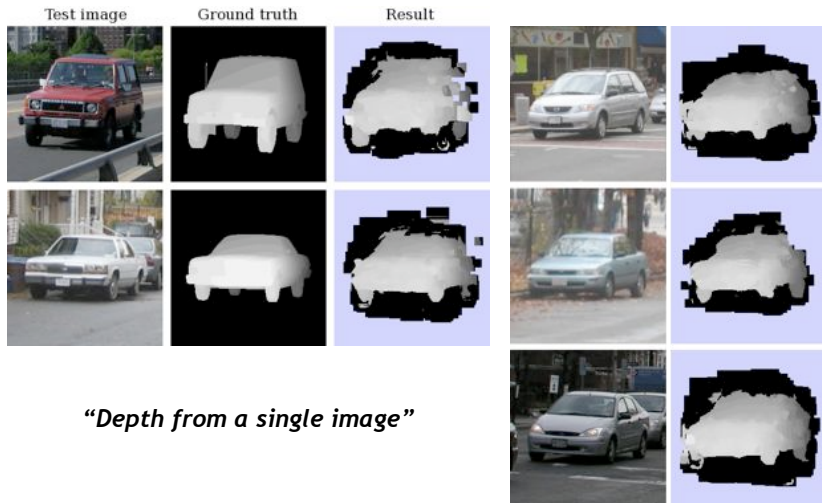 Test image
Ground truth
Result
“Depth from a single image”